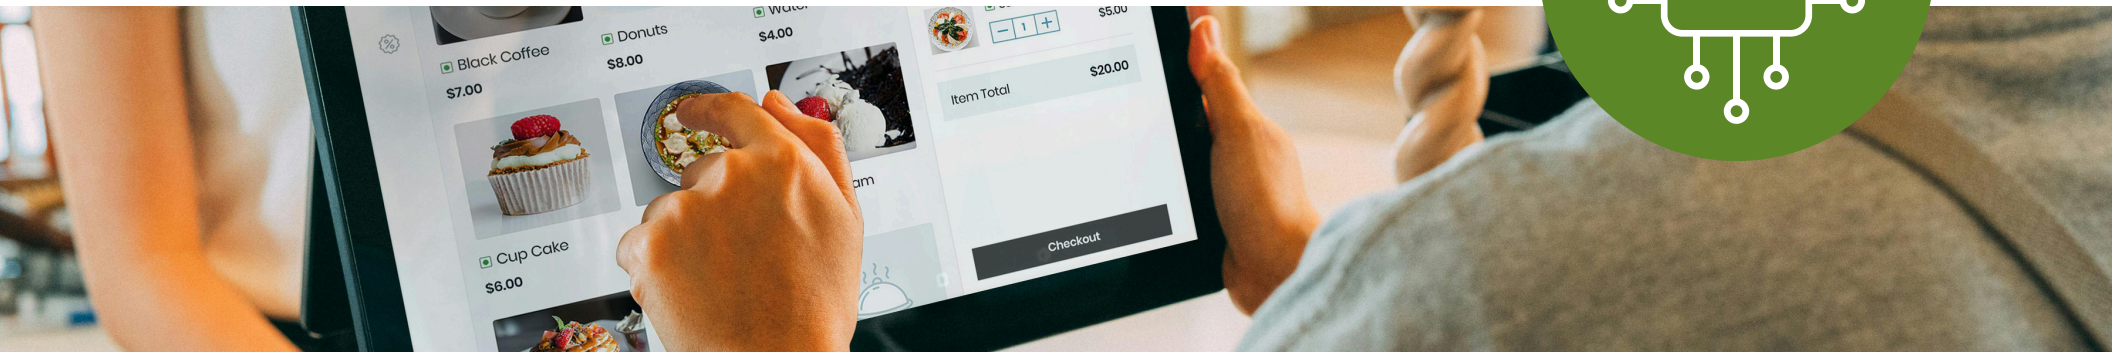 Black Coffee
$7.00
Donuts
$8.00
$4.00
Cup Cake
$6.00
$5.00
1
Item Total
$20.00
Checkout